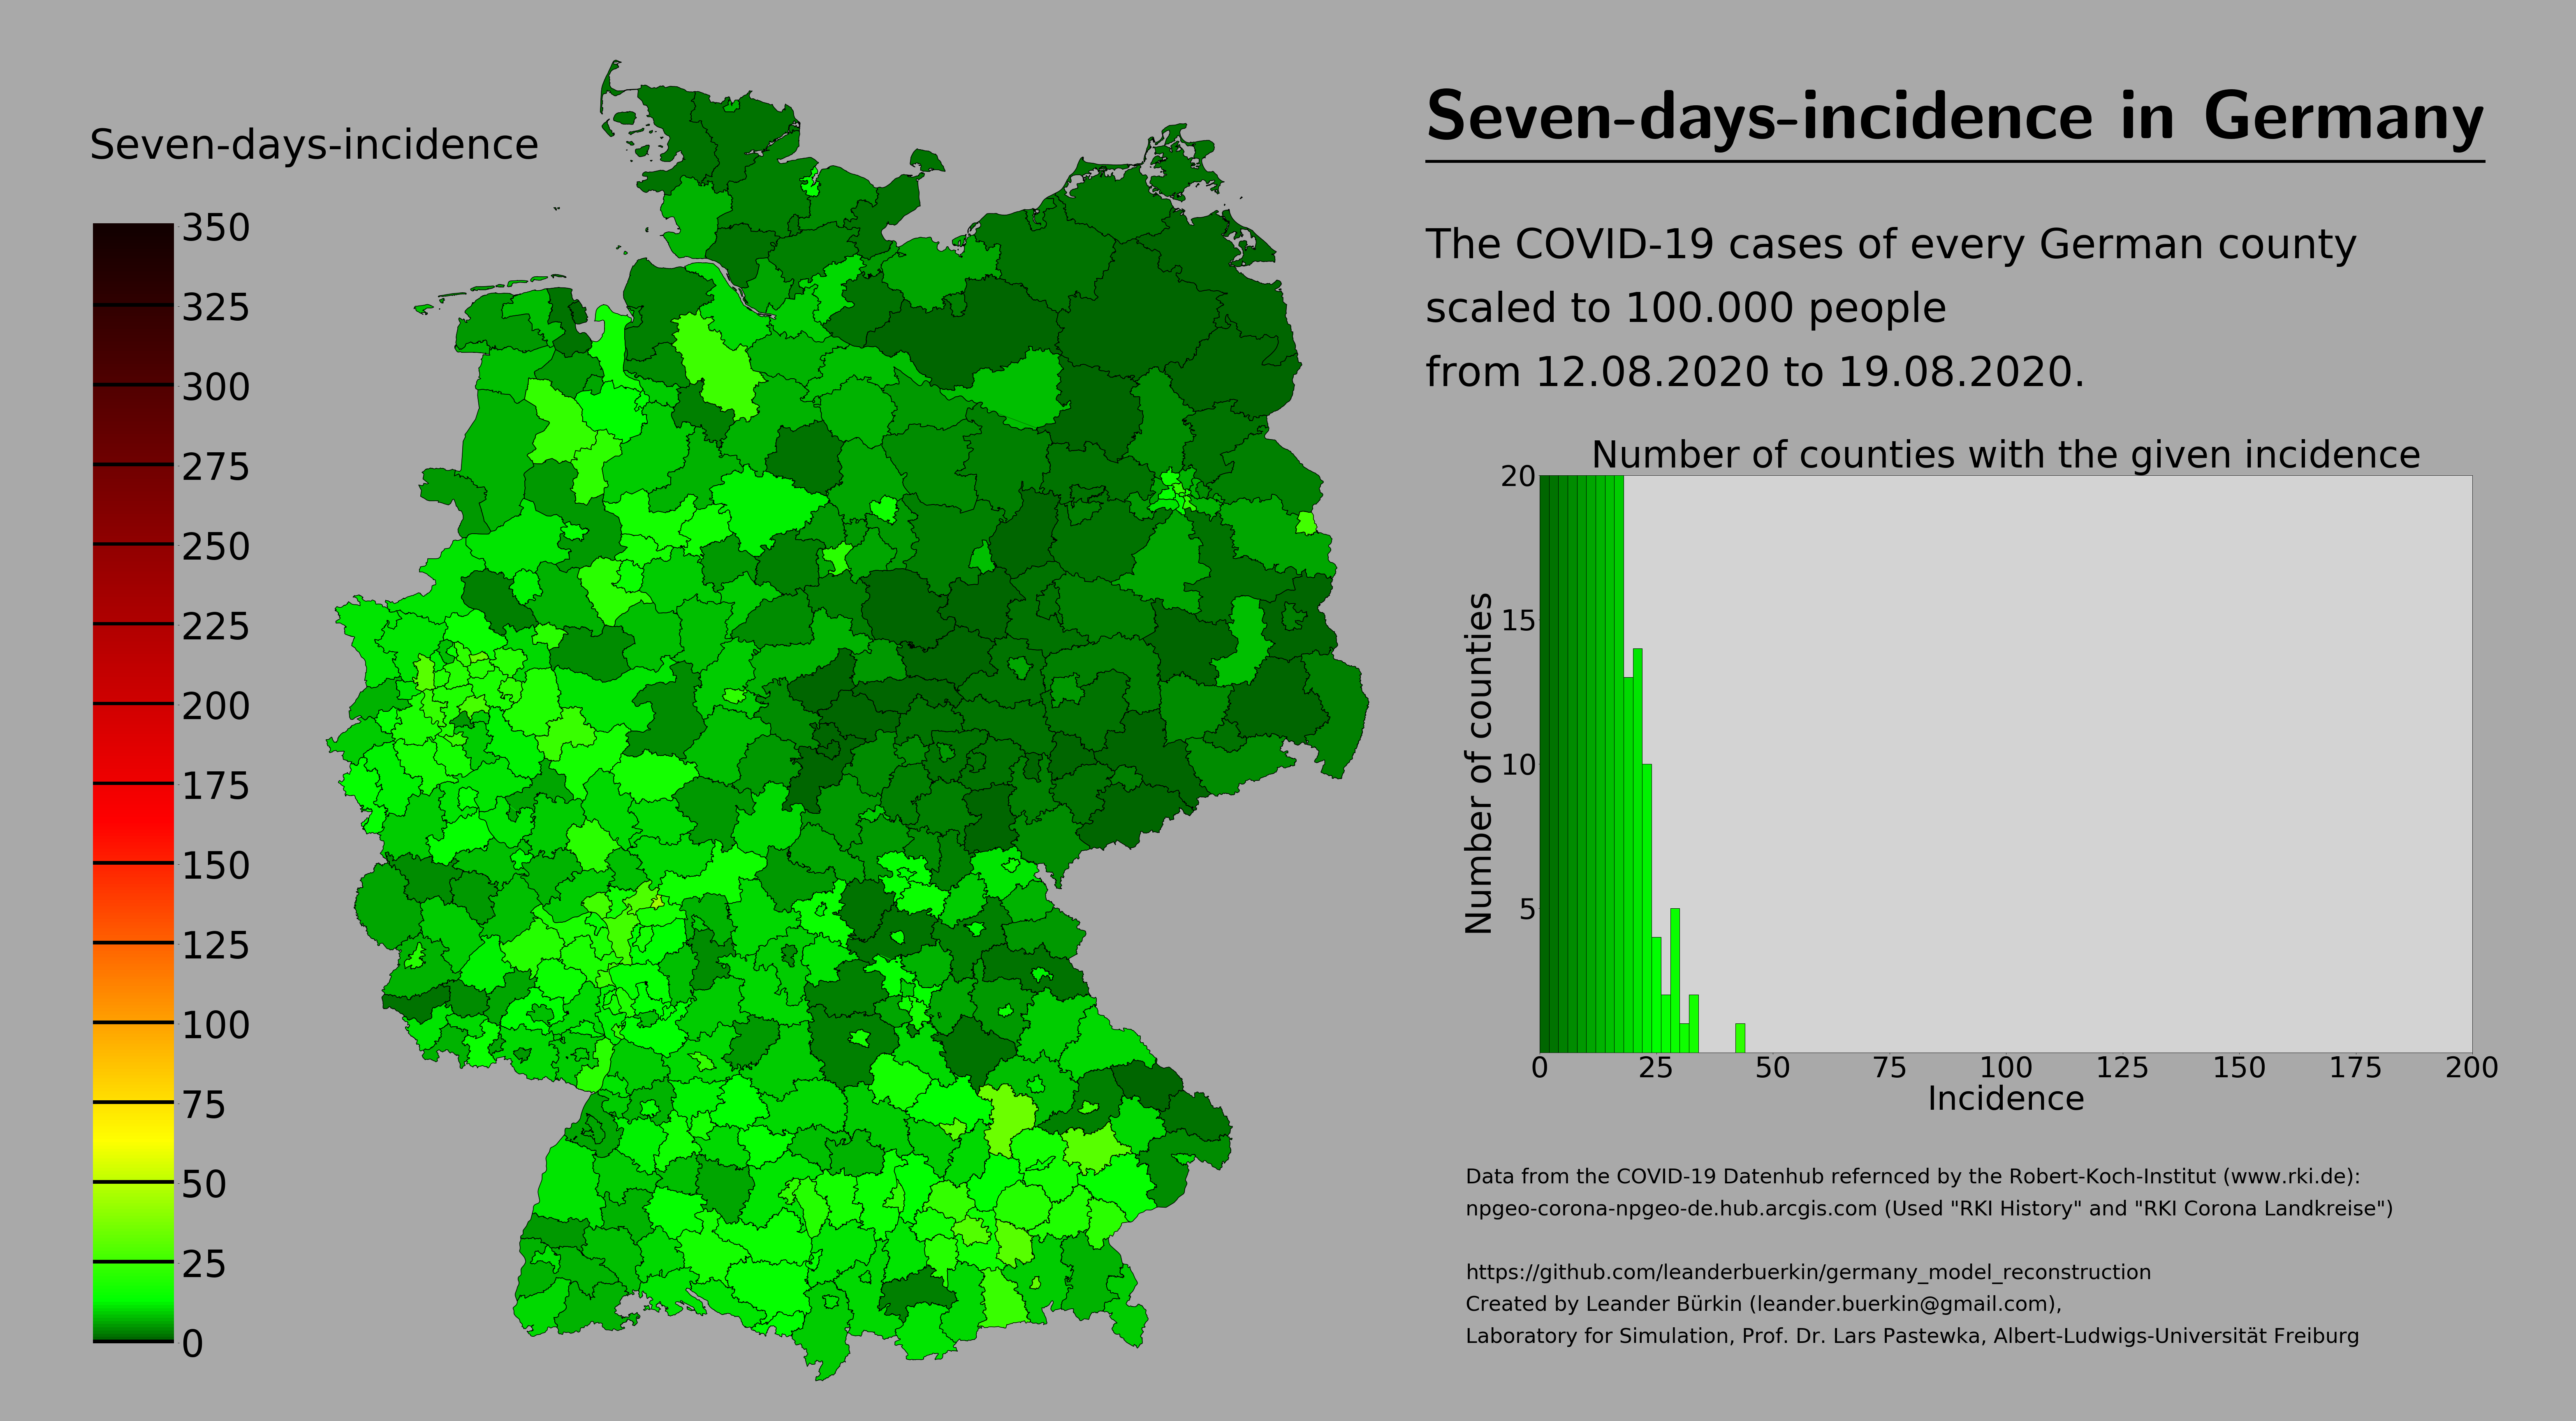 Seven-days-incidence
350
325
300
275
250
225
200
175
150
125
100
75
50
25
0
Seven-days-incidence in Germany
The COVID-19 cases of every German county
scaled to 100.000 people
from 12.08.2020 to 19.08.2020.
Number of counties with the given incidence
20
15
10
5
Number of counties
0 25 50 75 100 125 150 175 200
Incidence
Data from the COVID-19 Datenhub refernced by the Robert-Koch-Institut (www.rki.de):
npgeo-corona-npgeo-de.hub.arcgis.com (Used "RKI History" and "RKI Corona Landkreise")
https://github.com/leanderbuerkin/germany_model_reconstruction
Created by Leander Bürkin (leander.buerkin@gmail.com),
Laboratory for Simulation, Prof. Dr. Lars Pastewka, Albert-Ludwigs-Universität Freiburg